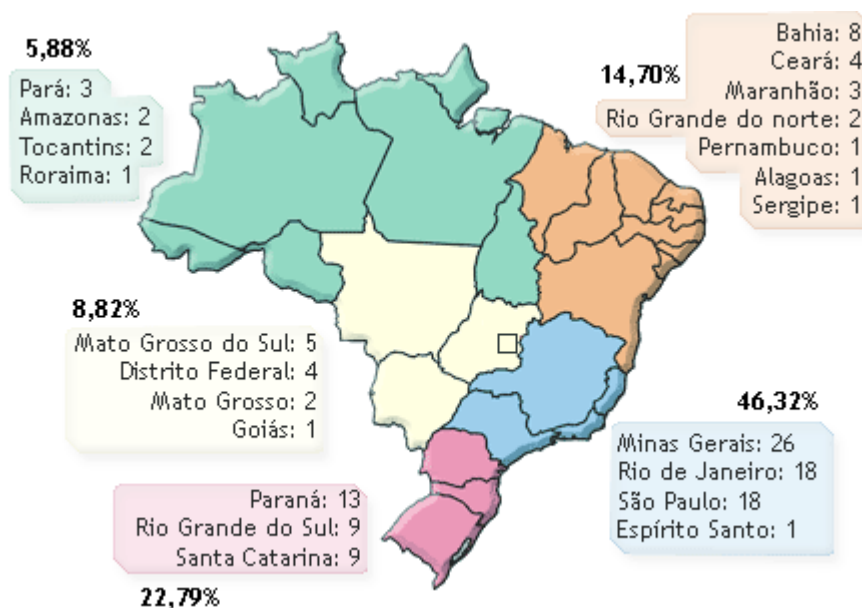 5,88%
Pará: 3
Amazonas: 2
Tocantins: 2
Roraima: 1
14,70%
Bahia: 8
Ceará: 4
Maranhão: 3
Rio Grande do norte: 2
Pernambuco: 1
Alagoas: 1
Sergipe: 1
8,82%
Mato Grosso do Sul: 5
Distrito Federal: 4
Mato Grosso: 2
Goiás: 1
46,32%
Minas Gerais: 26
Rio de Janeiro: 18
São Paulo: 18
Espírito Santo: 1
Paraná: 13
Rio Grande do Sul: 9
Santa Catarina: 9
22,79%